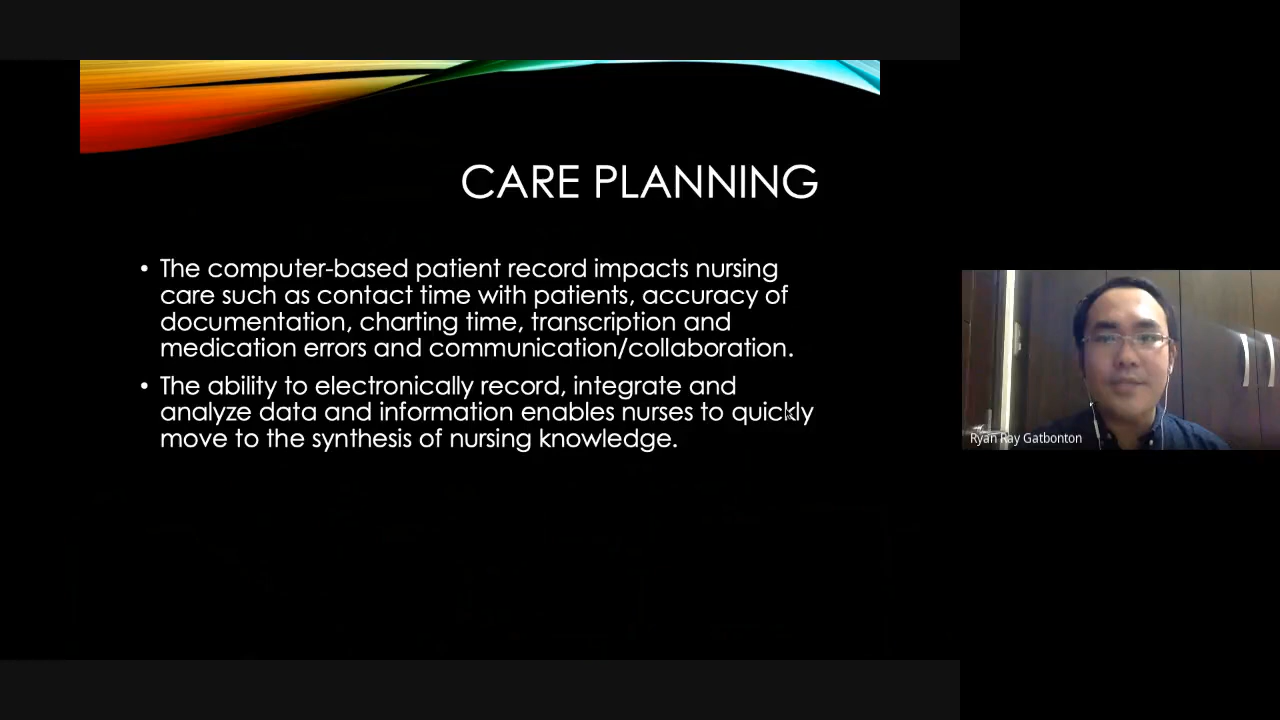 CARE PLANNING
• The computer-based patient record impacts nursing
care such as contact time with patients, accuracy of
documentation, charting time, transcription and
medication errors and communication/collaboration.
• The ability to electronically record, integrate and
analyze data and information enables nurses to quickly
move to the synthesis of nursing knowledge.
Ryan Ray Gatbonton